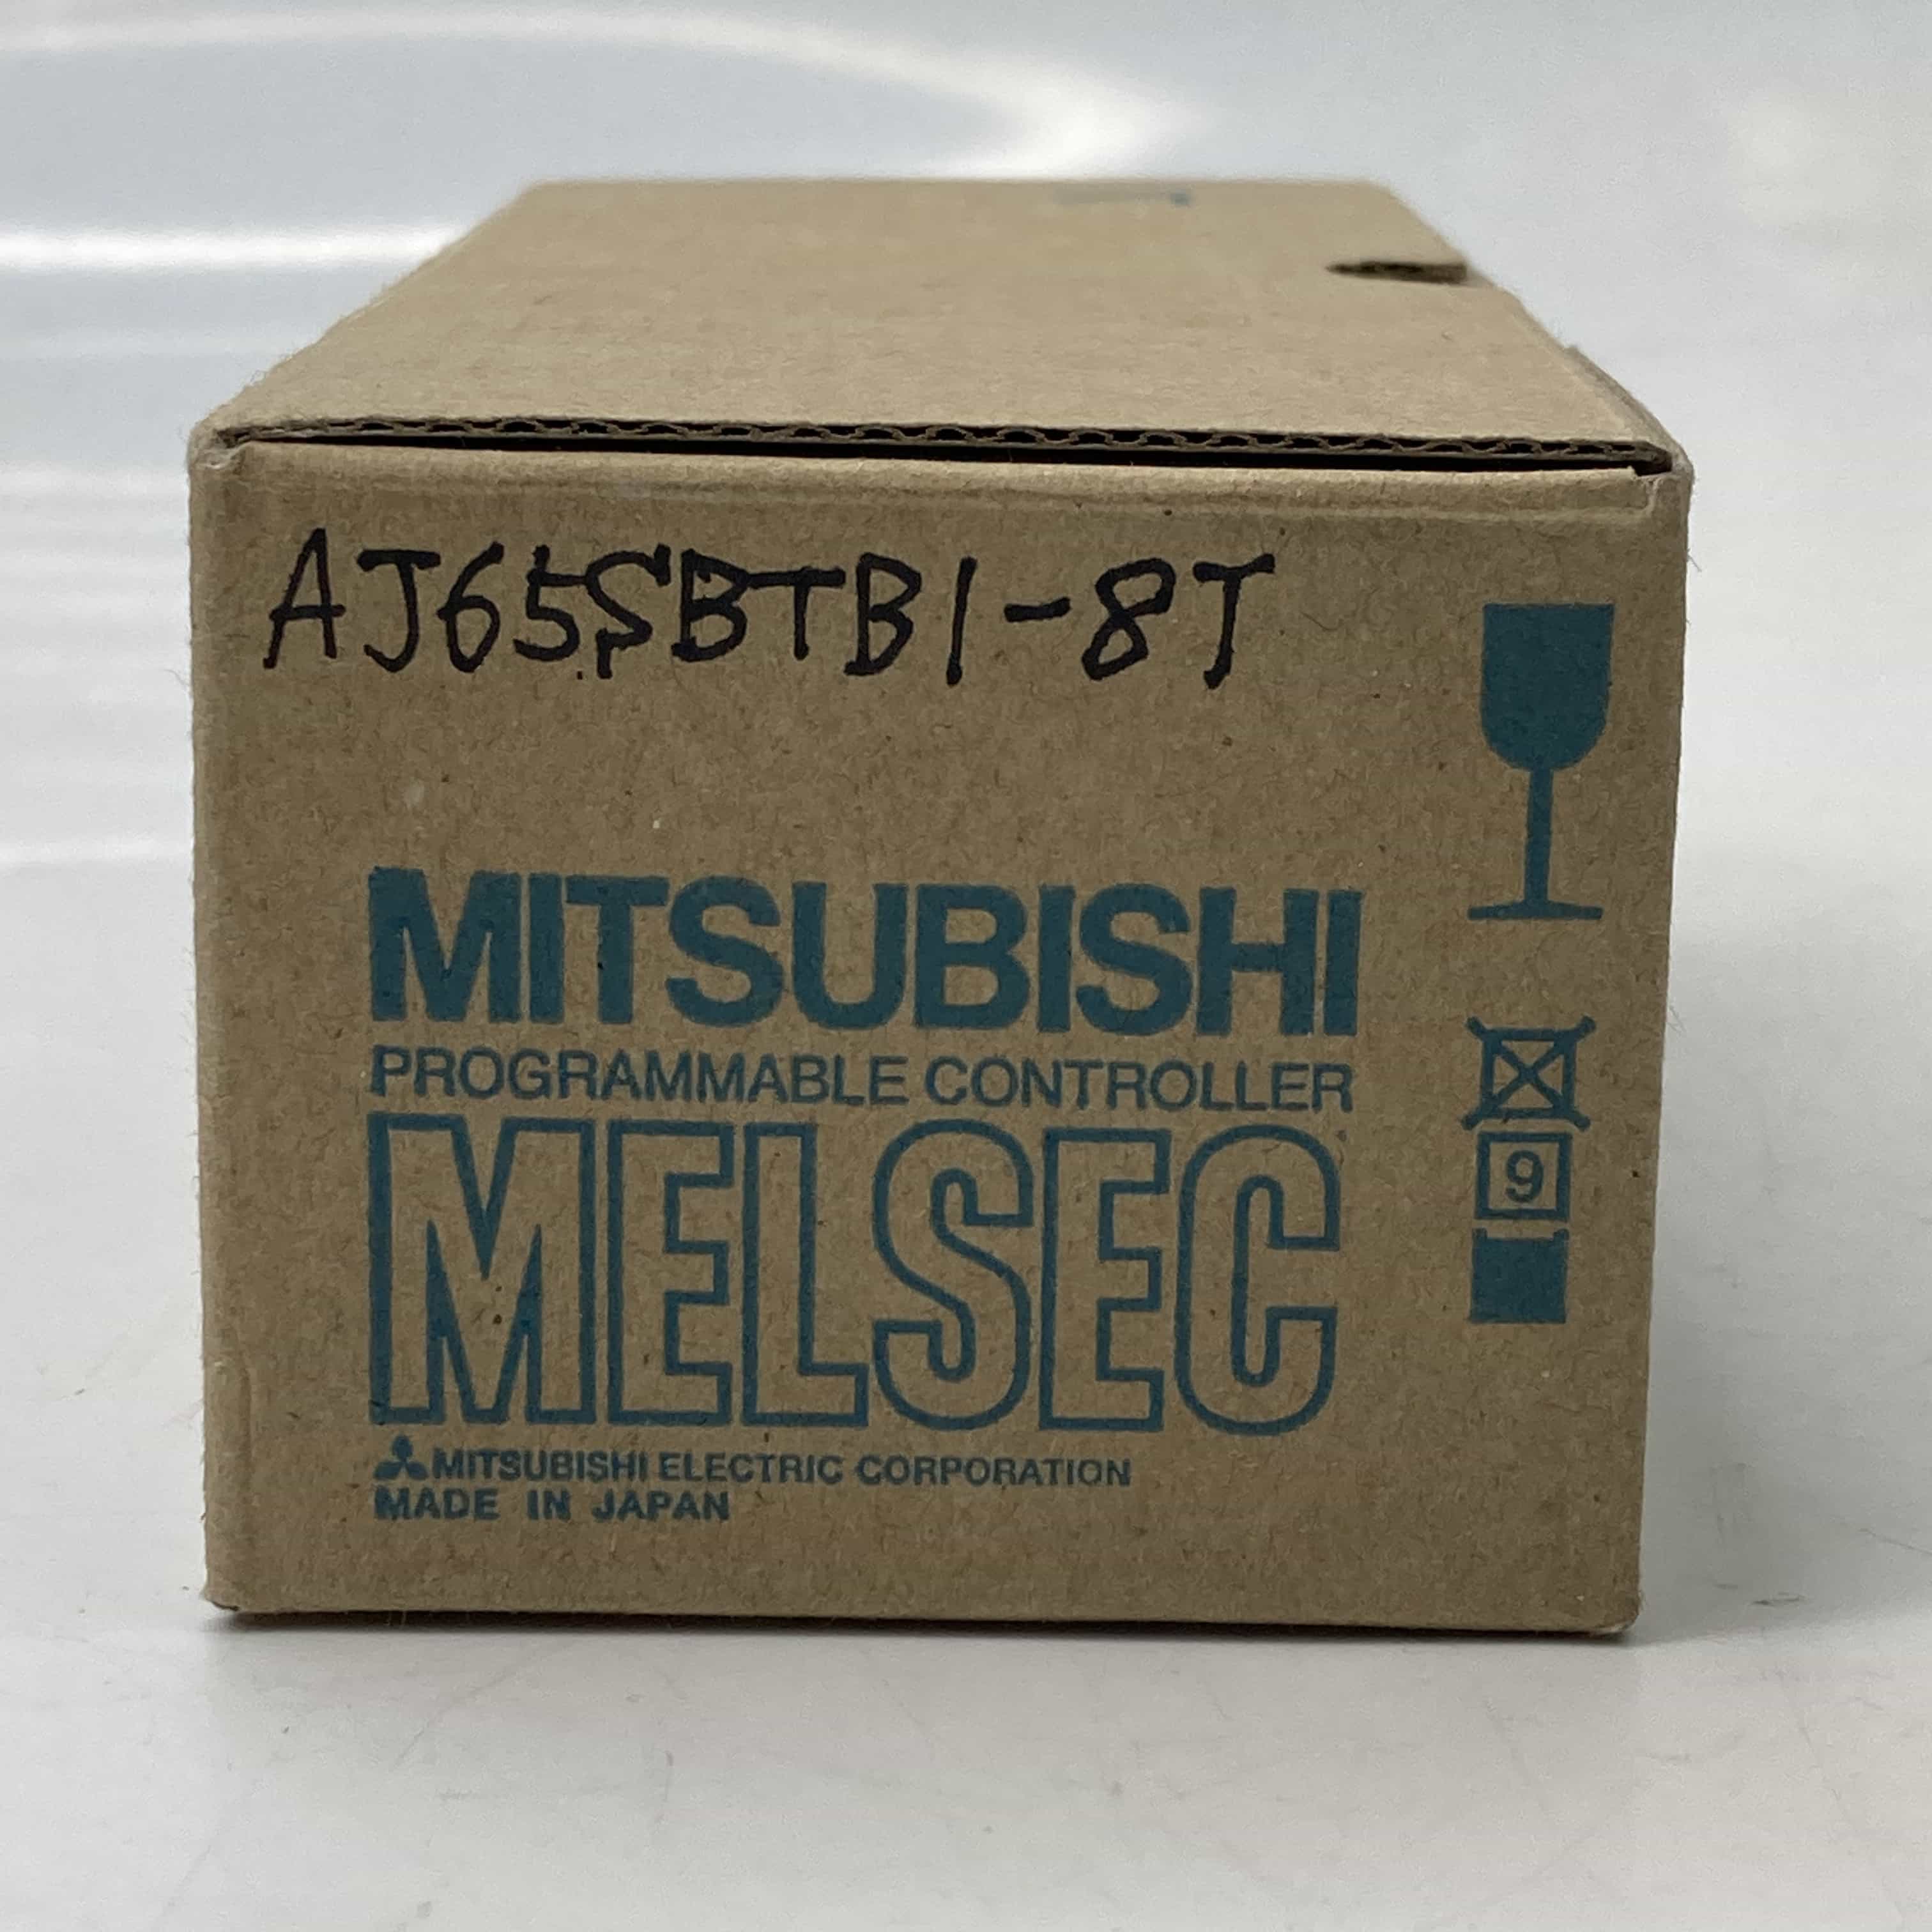 AJ65SBTB1-8T
MITSUBISHI
PROGRAMMABLE CONTROLLER
MELSEC
MITSUBISHI ELECTRIC CORPORATION
MADE IN JAPAN
9